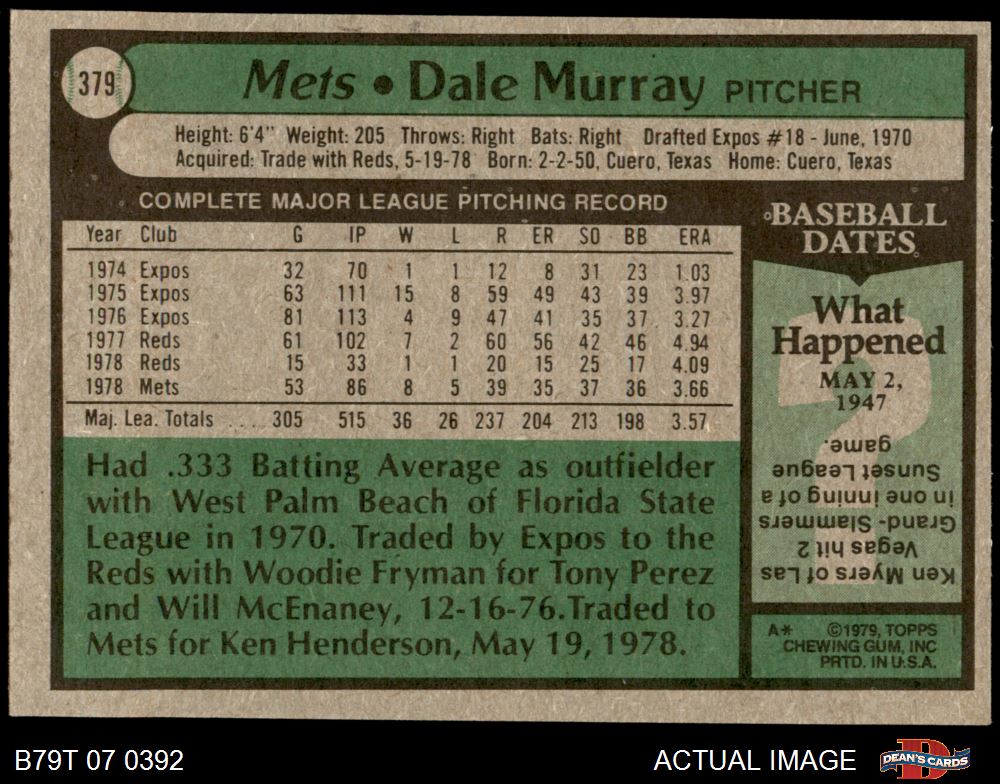 379
Mets • Dale Murray PITCHER
Height: 6'4" Weight: 205 Throws: Right Bats: Right Drafted Expos #18 - June, 1970
Acquired: Trade with Reds, 5-19-78 Born: 2-2-50, Cuero, Texas Home: Cuero, Texas
COMPLETE MAJOR LEAGUE PITCHING RECORD
Year Club G IP W L R ER SO BB ERA
1974 Expos 32 70 1 1 12 8 31 23 1.03
1975 Expos 63 111 15 8 59 49 43 39 3.97
1976 Expos 81 113 4 9 47 41 35 37 3.27
1977 Reds 61 102 7 2 60 56 42 46 4.94
1978 Reds 15 33 1 1 20 15 25 17 4.09
1978 Mets 53 86 8 5 39 35 37 36 3.66
Maj. Lea. Totals .... 305 515 36 26 237 204 213 198 3.57
Had .333 Batting Average as outfielder
with West Palm Beach of Florida State
League in 1970. Traded by Expos to the
Reds with Woodie Fryman for Tony Perez
and Will McEnaney, 12-16-76.Traded to
Mets for Ken Henderson, May 19, 1978.
BASEBALL
DATES
What
Happened
MAY 2,
1947
?
Ken Myers of Las
Vegas hit 2
Grand-Slammers
in one inning of a
Sunset League
game.
A* ©1979, TOPPS
CHEWING GUM, INC
PRTD. IN U.S.A.
B79T 07 0392
ACTUAL IMAGE
D
DEAN'S CARDS